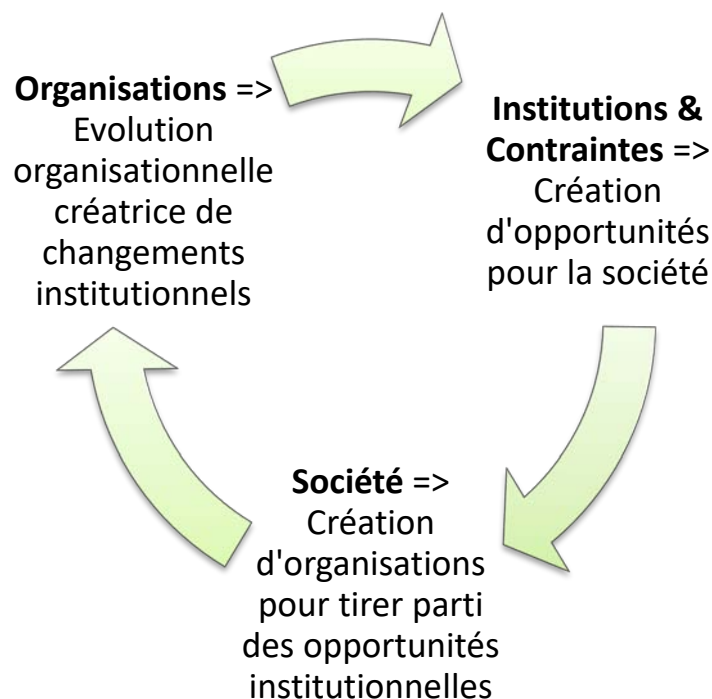 Organisations =>
Evolution
organisationnelle
créatrice de
changements
institutionnels
Institutions &
Contraintes =>
Création
d'opportunités
pour la société
Société =>
Création
d'organisations
pour tirer parti
des opportunités
institutionnelles